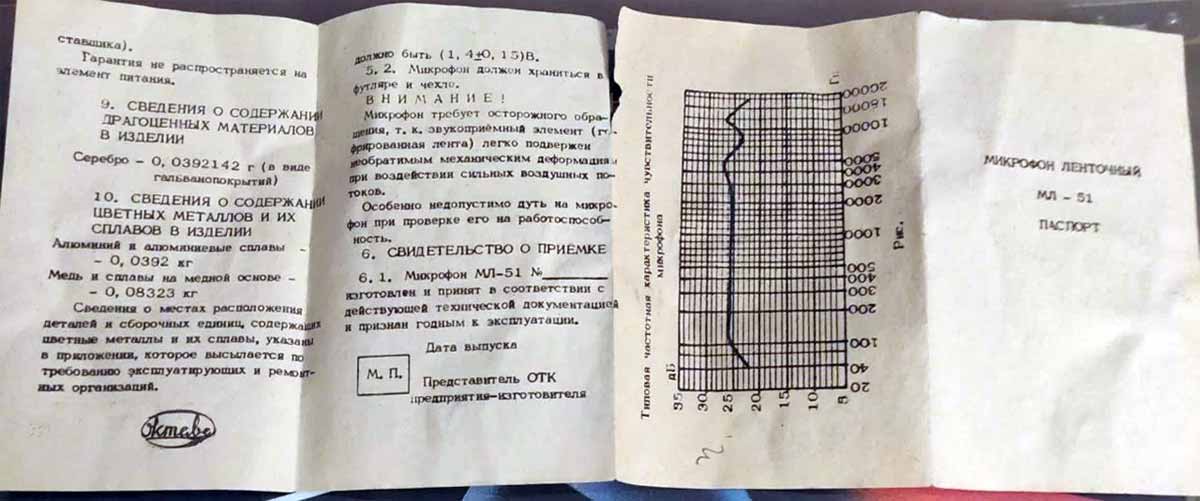 ставщика).
Гарантия не распространяется на
элемент питания.
9. СВЕДЕНИЯ О СОДЕРЖАНИИ
ДРАГОЦЕННЫХ МАТЕРИАЛОВ
В ИЗДЕЛИИ
Серебро - 0, 0392142 г (в виде
гальванопокрытий)
10. СВЕДЕНИЯ О СОДЕРЖАНИИ
ЦВЕТНЫХ МЕТАЛЛОВ И ИХ
СПЛАВОВ В ИЗДЕЛИИ
Алюминий и алюминиевые сплавы -
- 0, 0392 кг
Медь и сплавы на медной основе -
- 0, 08323 кг
Сведения о местах расположения
деталей и сборочных единиц, содержащих
цветные металлы и их сплавы, указаны
в приложении, которое высылается по
требованию эксплуатирующих и ремонт-
ных организаций.
Октава
должно быть (1, 4±0, 15)В.
5. 2. Микрофон должен храниться в
футляре и чехле.
ВНИМАНИЕ!
Микрофон требует осторожного обра-
щения, т. к. звукоприёмный элемент (го-
фрированная лента) легко подвержен
необратимым механическим деформациям
при воздействии сильных воздушных по-
токов.
Особенно недопустимо дуть на микро-
фон при проверке его на работоспособ-
ность.
6. СВИДЕТЕЛЬСТВО О ПРИЁМКЕ
6. 1. Микрофон МЛ-51 №
изготовлен и принят в соответствии с
действующей технической документацией
и признан годным к эксплуатации.
Дата выпуска
М. П.
Представитель ОТК
предприятия-изготовителя
Типовая частотная характеристика чувствительности
микрофона
дБ
35
30
25
20
15
10
5
20
40
100
200
300
400
500
1000
2000
3000
4000
5000
10000
15000
20000
Гц
Рис.
МИКРОФОН ЛЕНТОЧНЫЙ
МЛ - 51
ПАСПОРТ